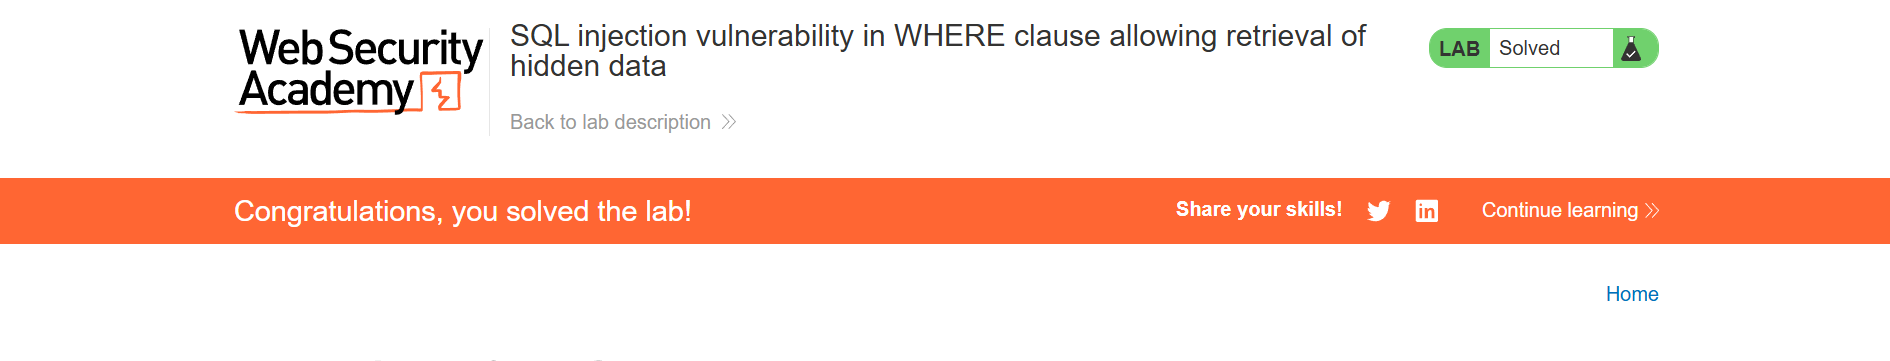 Web Security
Academy
SQL injection vulnerability in WHERE clause allowing retrieval of
hidden data
Back to lab description
LAB Solved
Congratulations, you solved the lab!
Share your skills!
Continue learning
Home